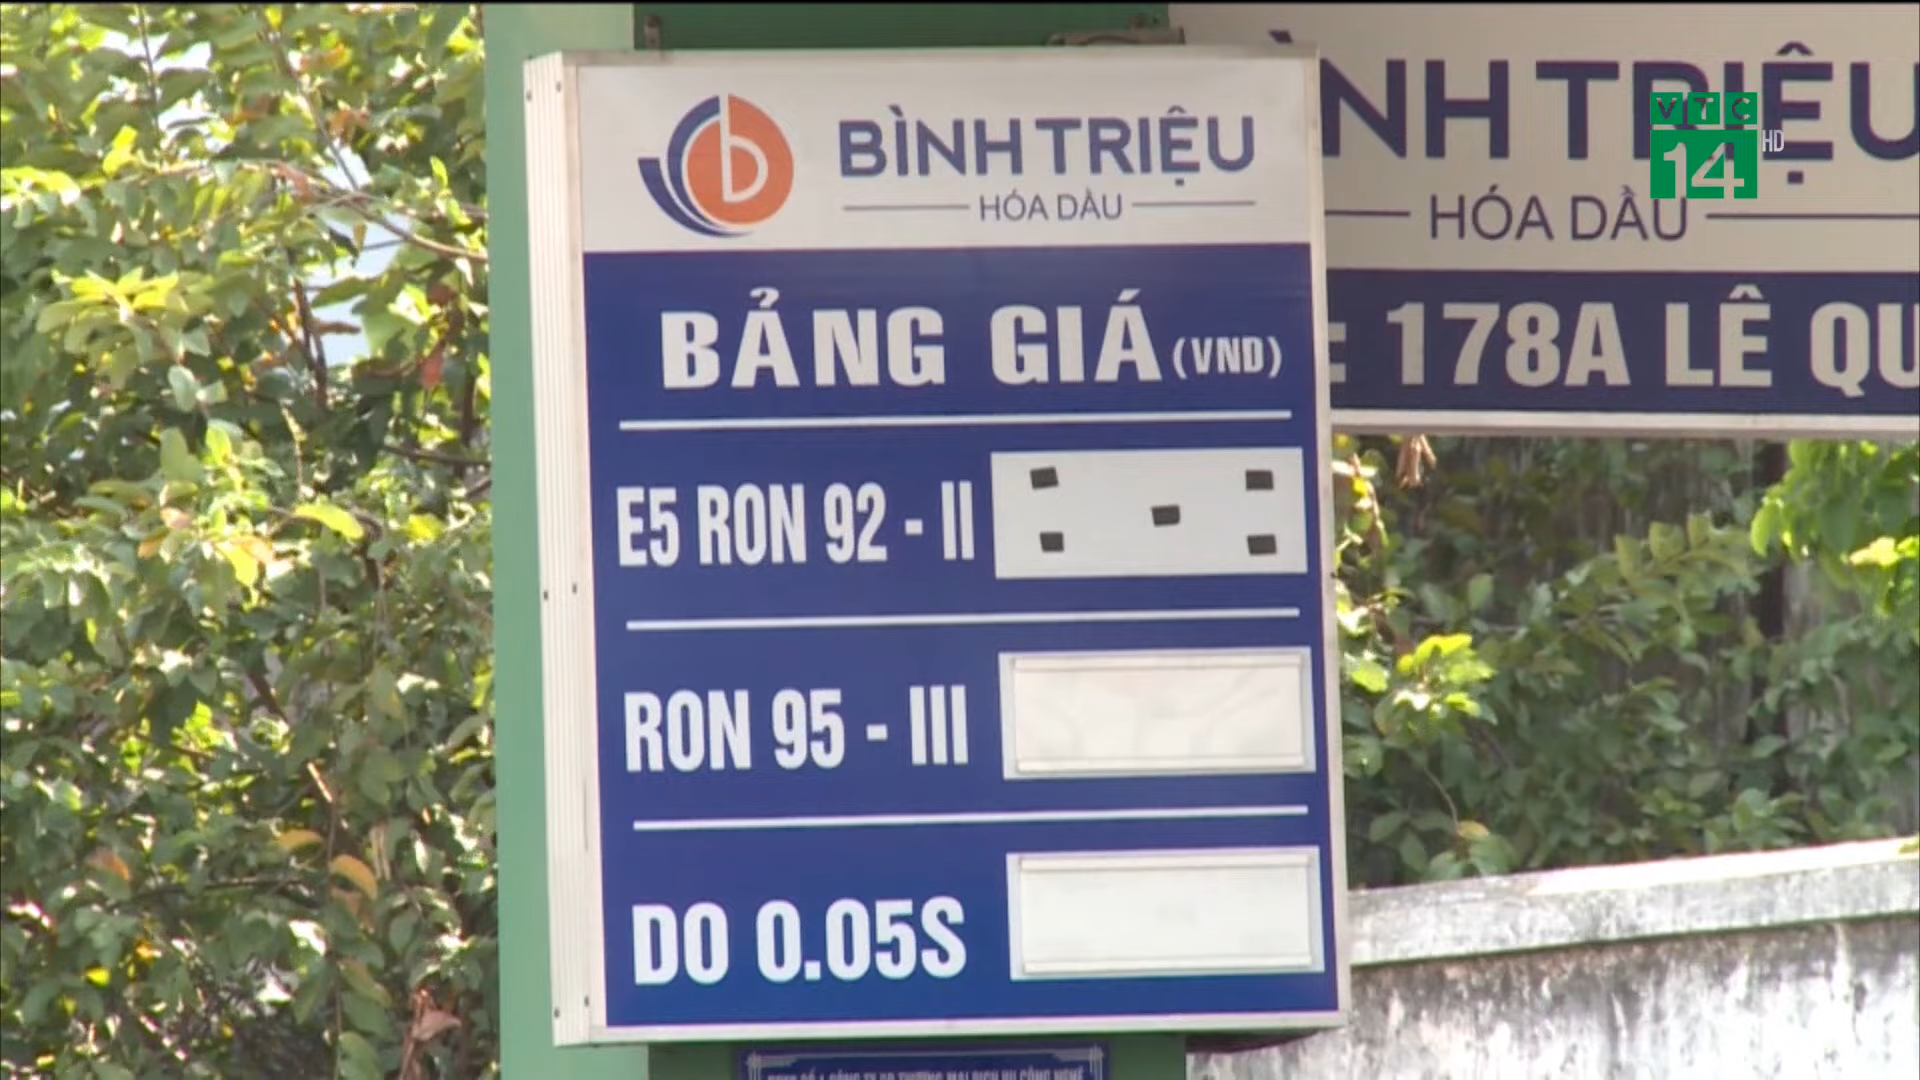 BÌNH TRIỆU
HÓA DẦU
BẢNG GIÁ (VND)
E5 RON 92 - II
RON 95 - III
DO 0.05S
ÌNH TRIỆU
HÓA DẦU
178A LÊ QU
VTC
14 HD